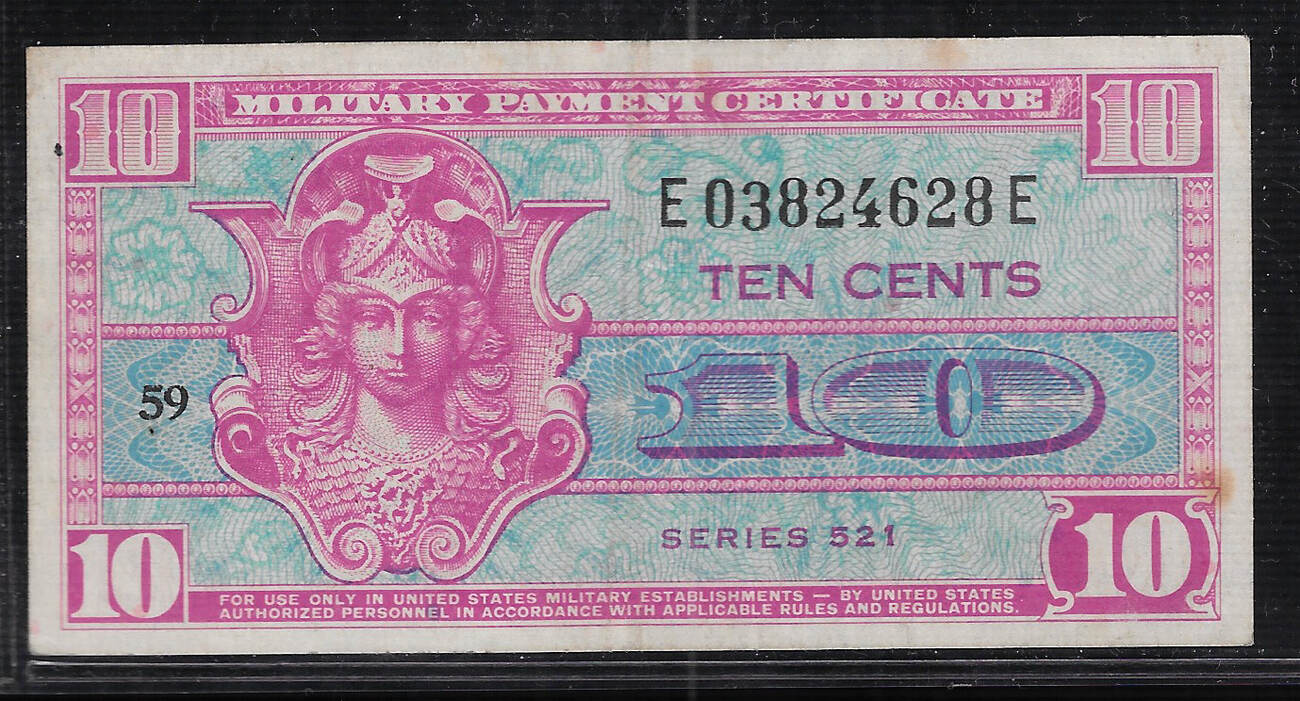 10 MILITARY PAYMENT CERTIFICATE 10
E03824628E
TEN CENTS
59
10
SERIES 521
10
10
FOR USE ONLY IN UNITED STATES MILITARY ESTABLISHMENTS — BY UNITED STATES
AUTHORIZED PERSONNEL IN ACCORDANCE WITH APPLICABLE RULES AND REGULATIONS.